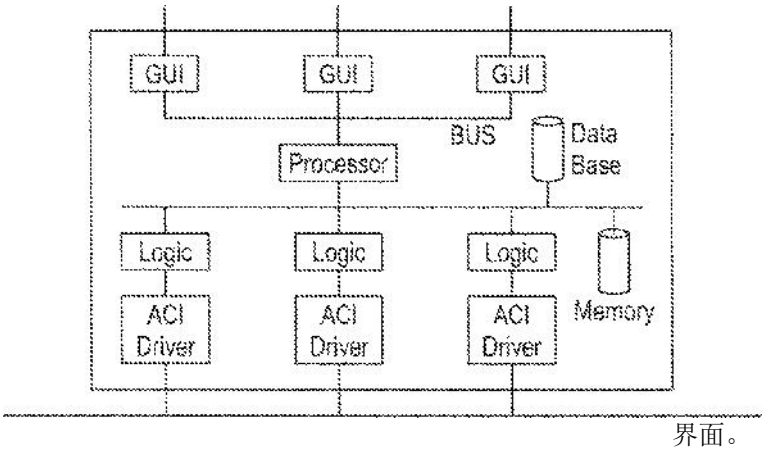 GUI GUI GUI
BUS
Data
Base
Processor
Logic Logic Logic
Memory
ACI ACI ACI
Driver Driver Driver
界面。